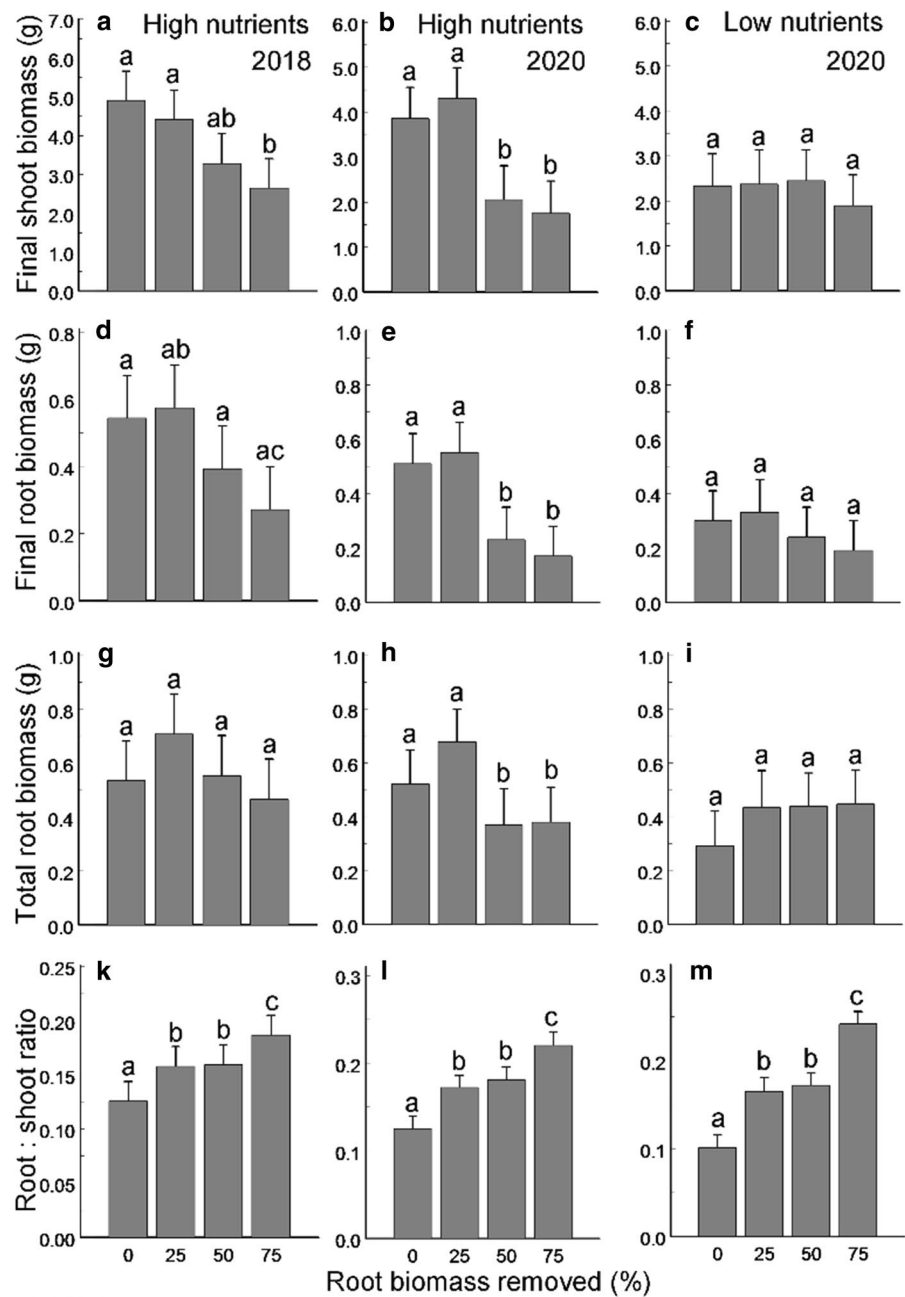 a High nutrients 2018
Final shoot biomass (g)
7.0
6.0
5.0
4.0
3.0
2.0
1.0
0.0
a a ab b
b High nutrients 2020
6.0
5.0
4.0
3.0
2.0
1.0
0.0
a a b b
c Low nutrients 2020
6.0
5.0
4.0
3.0
2.0
1.0
0.0
a a a a
d
Final root biomass (g)
0.8
0.6
0.4
0.2
0.0
a ab a ac
e
1.0
0.8
0.6
0.4
0.2
0.0
a a b b
f
1.0
0.8
0.6
0.4
0.2
0.0
a a a a
g
Total root biomass (g)
1.0
0.8
0.6
0.4
0.2
0.0
a a a a
h
1.0
0.8
0.6
0.4
0.2
0.0
a a b b
i
1.0
0.8
0.6
0.4
0.2
0.0
a a a a
k
Root : shoot ratio
0.25
0.20
0.15
0.10
0.05
0.00
a b b c
0 25 50 75
l
0.3
0.2
0.1
0.0
a b b c
0 25 50 75
m
0.3
0.2
0.1
0.0
a b b c
0 25 50 75
Root biomass removed (%)